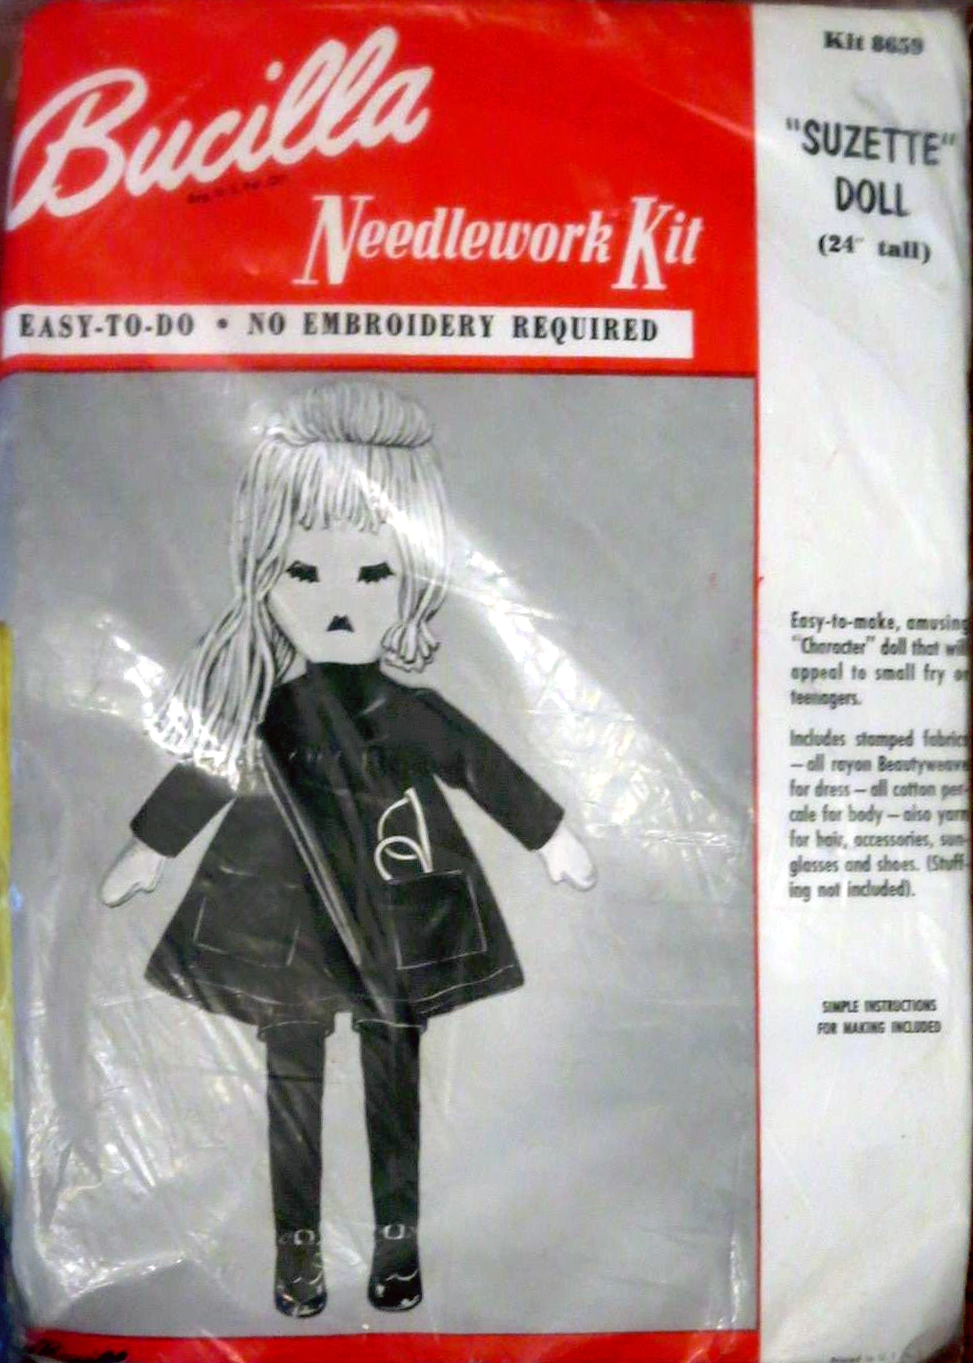 Bucilla
Needlework Kit
EASY-TO-DO • NO EMBROIDERY REQUIRED
Kit 8659
"SUZETTE"
DOLL
(24" tall)
Easy-to-make, amusing
"Character" doll that will
appeal to small fry or
teenagers.
Includes stamped fabrics
— all rayon Beautyweave
for dress — all cotton per-
cale for body — also yarn
for hair, accessories, sun-
glasses and shoes. (Stuff-
ing not included).
SIMPLE INSTRUCTIONS
FOR MAKING INCLUDED